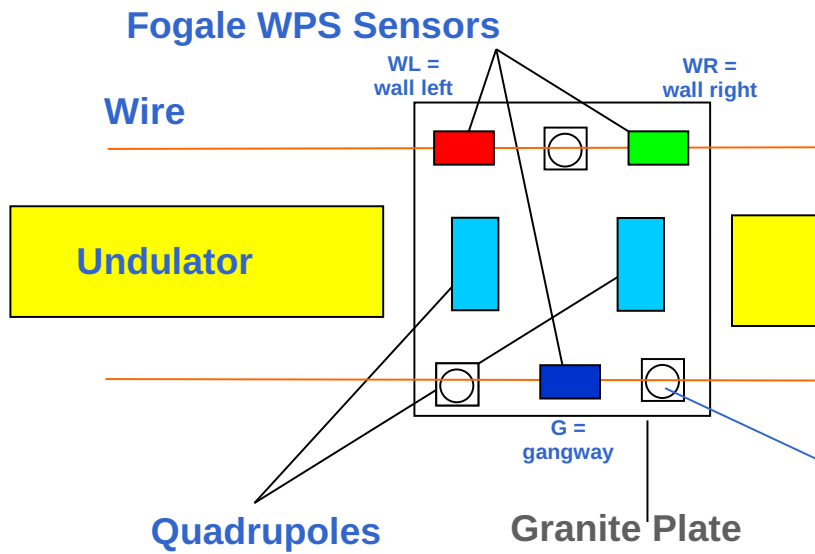 Fogale WPS Sensors
WL =
wall left
WR =
wall right
Wire
Undulator
G =
gangway
Quadrupoles
Granite Plate